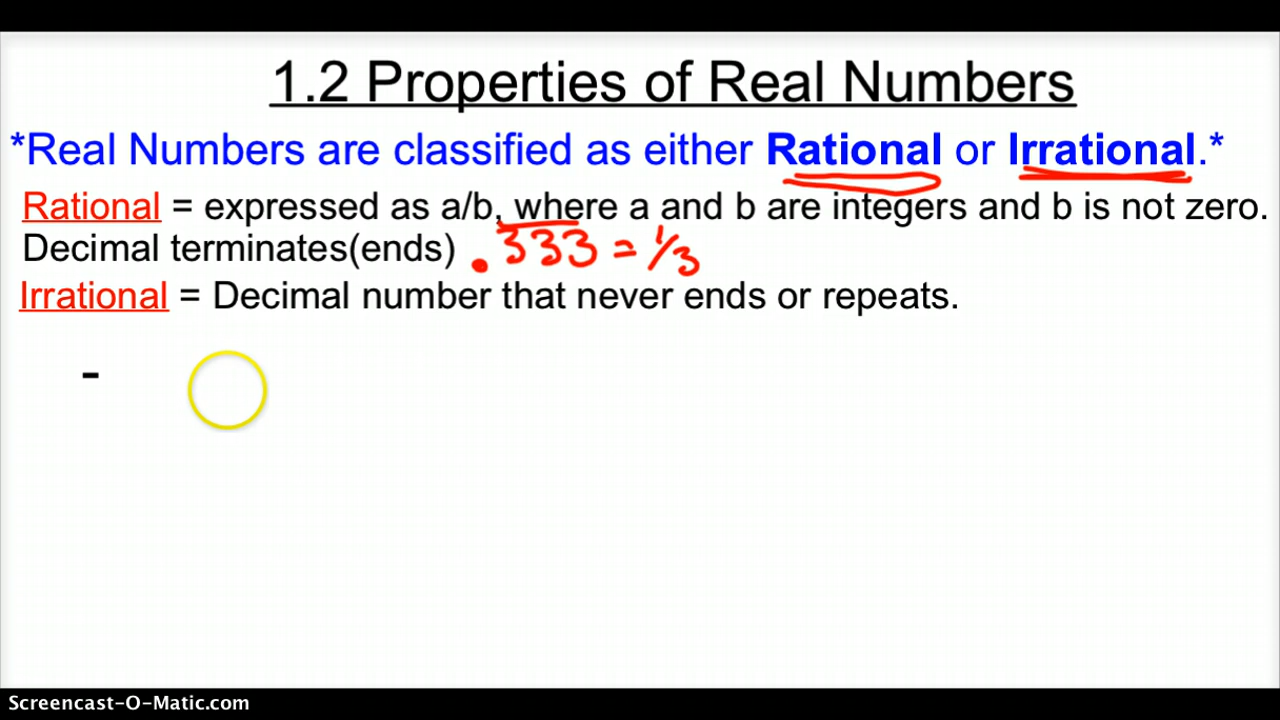 1.2 Properties of Real Numbers
*Real Numbers are classified as either Rational or Irrational.*
Rational = expressed as a/b, where a and b are integers and b is not zero.
Decimal terminates(ends) .333 = 1/3
Irrational = Decimal number that never ends or repeats.
-
Screencast-O-Matic.com